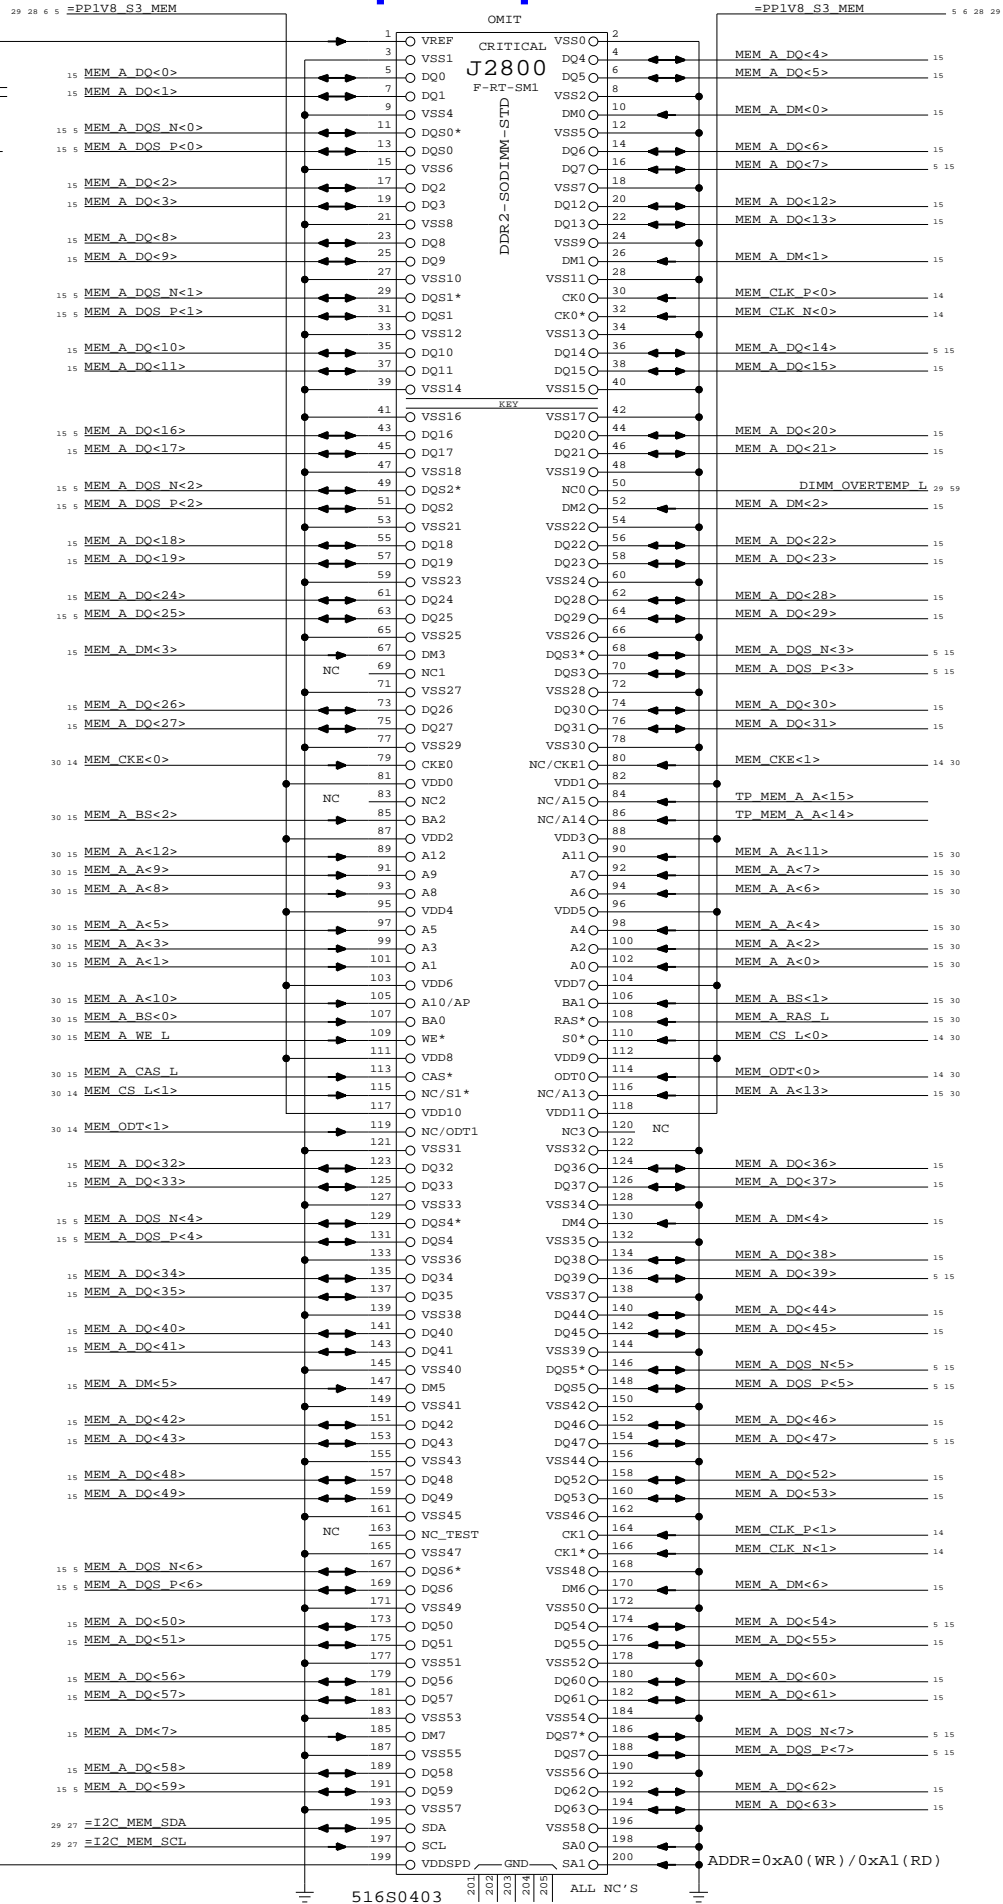 29 28 6 5 =PP1V8_S3_MEM =PP1V8_S3_MEM 5 6 28 29
OMIT
CRITICAL
J2800
F-RT-SM1
DDR2-SODIMM-STD
1 VREF VSS0 2
3 VSS1 DQ4 4 MEM_A_DQ<4> 15
15 MEM_A_DQ<0> 5 DQ0 DQ5 6 MEM_A_DQ<5> 15
15 MEM_A_DQ<1> 7 DQ1 VSS2 8
9 VSS4 DM0 10 MEM_A_DM<0> 15
15 5 MEM_A_DQS_N<0> 11 DQS0* VSS5 12
15 5 MEM_A_DQS_P<0> 13 DQS0 DQ6 14 MEM_A_DQ<6> 15
15 VSS6 DQ7 16 MEM_A_DQ<7> 5 15
15 MEM_A_DQ<2> 17 DQ2 VSS7 18
15 MEM_A_DQ<3> 19 DQ3 DQ12 20 MEM_A_DQ<12> 15
21 VSS8 DQ13 22 MEM_A_DQ<13> 15
15 MEM_A_DQ<8> 23 DQ8 VSS9 24
15 MEM_A_DQ<9> 25 DQ9 DM1 26 MEM_A_DM<1> 15
27 VSS10 VSS11 28
15 5 MEM_A_DQS_N<1> 29 DQS1* CK0 30 MEM_CLK_P<0> 14
15 5 MEM_A_DQS_P<1> 31 DQS1 CK0* 32 MEM_CLK_N<0> 14
33 VSS12 VSS13 34
15 MEM_A_DQ<10> 35 DQ10 DQ14 36 MEM_A_DQ<14> 5 15
15 MEM_A_DQ<11> 37 DQ11 DQ15 38 MEM_A_DQ<15> 15
39 VSS14 VSS15 40
KEY
41 VSS16 VSS17 42
15 5 MEM_A_DQ<16> 43 DQ16 DQ20 44 MEM_A_DQ<20> 15
15 MEM_A_DQ<17> 45 DQ17 DQ21 46 MEM_A_DQ<21> 15
47 VSS18 VSS19 48
15 5 MEM_A_DQS_N<2> 49 DQS2* NC0 50 DIMM_OVERTEMP_L 29 59
15 5 MEM_A_DQS_P<2> 51 DQS2 DM2 52 MEM_A_DM<2> 15
53 VSS21 VSS22 54
15 MEM_A_DQ<18> 55 DQ18 DQ22 56 MEM_A_DQ<22> 15
15 MEM_A_DQ<19> 57 DQ19 DQ23 58 MEM_A_DQ<23> 15
59 VSS23 VSS24 60
15 MEM_A_DQ<24> 61 DQ24 DQ28 62 MEM_A_DQ<28> 15
15 5 MEM_A_DQ<25> 63 DQ25 DQ29 64 MEM_A_DQ<29> 15
65 VSS25 VSS26 66
15 MEM_A_DM<3> 67 DM3 DQS3* 68 MEM_A_DQS_N<3> 5 15
NC 69 NC1 DQS3 70 MEM_A_DQS_P<3> 5 15
71 VSS27 VSS28 72
15 MEM_A_DQ<26> 73 DQ26 DQ30 74 MEM_A_DQ<30> 15
15 MEM_A_DQ<27> 75 DQ27 DQ31 76 MEM_A_DQ<31> 15
77 VSS29 VSS30 78
30 14 MEM_CKE<0> 79 CKE0 NC/CKE1 80 MEM_CKE<1> 14 30
81 VDD0 VDD1 82
NC 83 NC2 NC/A15 84 TP_MEM_A_A<15>
30 15 MEM_A_BS<2> 85 BA2 NC/A14 86 TP_MEM_A_A<14>
87 VDD2 VDD3 88
30 15 MEM_A_A<12> 89 A12 A11 90 MEM_A_A<11> 15 30
30 15 MEM_A_A<9> 91 A9 A7 92 MEM_A_A<7> 15 30
30 15 MEM_A_A<8> 93 A8 A6 94 MEM_A_A<6> 15 30
95 VDD4 VDD5 96
30 15 MEM_A_A<5> 97 A5 A4 98 MEM_A_A<4> 15 30
30 15 MEM_A_A<3> 99 A3 A2 100 MEM_A_A<2> 15 30
30 15 MEM_A_A<1> 101 A1 A0 102 MEM_A_A<0> 15 30
103 VDD6 VDD7 104
30 15 MEM_A_A<10> 105 A10/AP BA1 106 MEM_A_BS<1> 15 30
30 15 MEM_A_BS<0> 107 BA0 RAS* 108 MEM_A_RAS_L 15 30
30 15 MEM_A_WE_L 109 WE* S0* 110 MEM_CS_L<0> 14 30
111 VDD8 VDD9 112
30 15 MEM_A_CAS_L 113 CAS* ODT0 114 MEM_ODT<0> 14 30
30 14 MEM_CS_L<1> 115 NC/S1* NC/A13 116 MEM_A_A<13> 15 30
117 VDD10 VDD11 118
30 14 MEM_ODT<1> 119 NC/ODT1 NC3 120 NC
121 VSS31 VSS32 122
15 MEM_A_DQ<32> 123 DQ32 DQ36 124 MEM_A_DQ<36> 15
15 MEM_A_DQ<33> 125 DQ33 DQ37 126 MEM_A_DQ<37> 15
127 VSS33 VSS34 128
15 5 MEM_A_DQS_N<4> 129 DQS4* DM4 130 MEM_A_DM<4> 15
15 5 MEM_A_DQS_P<4> 131 DQS4 VSS35 132
133 VSS36 DQ38 134 MEM_A_DQ<38> 15
15 MEM_A_DQ<34> 135 DQ34 DQ39 136 MEM_A_DQ<39> 5 15
15 MEM_A_DQ<35> 137 DQ35 VSS37 138
139 VSS38 DQ44 140 MEM_A_DQ<44> 15
15 MEM_A_DQ<40> 141 DQ40 DQ45 142 MEM_A_DQ<45> 15
15 MEM_A_DQ<41> 143 DQ41 VSS39 144
145 VSS40 DQS5* 146 MEM_A_DQS_N<5> 5 15
15 MEM_A_DM<5> 147 DM5 DQS5 148 MEM_A_DQS_P<5> 5 15
149 VSS41 VSS42 150
15 MEM_A_DQ<42> 151 DQ42 DQ46 152 MEM_A_DQ<46> 15
15 MEM_A_DQ<43> 153 DQ43 DQ47 154 MEM_A_DQ<47> 5 15
155 VSS43 VSS44 156
15 MEM_A_DQ<48> 157 DQ48 DQ52 158 MEM_A_DQ<52> 15
15 MEM_A_DQ<49> 159 DQ49 DQ53 160 MEM_A_DQ<53> 15
161 VSS45 VSS46 162
NC 163 NC_TEST CK1 164 MEM_CLK_P<1> 14
165 VSS47 CK1* 166 MEM_CLK_N<1> 14
15 5 MEM_A_DQS_N<6> 167 DQS6* VSS48 168
15 5 MEM_A_DQS_P<6> 169 DQS6 DM6 170 MEM_A_DM<6> 15
171 VSS49 VSS50 172
15 MEM_A_DQ<50> 173 DQ50 DQ54 174 MEM_A_DQ<54> 5 15
15 MEM_A_DQ<51> 175 DQ51 DQ55 176 MEM_A_DQ<55> 15
177 VSS51 VSS52 178
15 MEM_A_DQ<56> 179 DQ56 DQ60 180 MEM_A_DQ<60> 15
15 MEM_A_DQ<57> 181 DQ57 DQ61 182 MEM_A_DQ<61> 15
183 VSS53 VSS54 184
15 MEM_A_DM<7> 185 DM7 DQS7* 186 MEM_A_DQS_N<7> 5 15
187 VSS55 DQS7 188 MEM_A_DQS_P<7> 5 15
15 MEM_A_DQ<58> 189 DQ58 VSS56 190
15 5 MEM_A_DQ<59> 191 DQ59 DQ62 192 MEM_A_DQ<62> 15
193 VSS57 DQ63 194 MEM_A_DQ<63> 15
29 27 =I2C_MEM_SDA 195 SDA VSS58 196
29 27 =I2C_MEM_SCL 197 SCL SA0 198
199 VDDSPD GND SA1 200 ADDR=0xA0(WR)/0xA1(RD)
516S0403 201 202 203 204 205 ALL NC'S